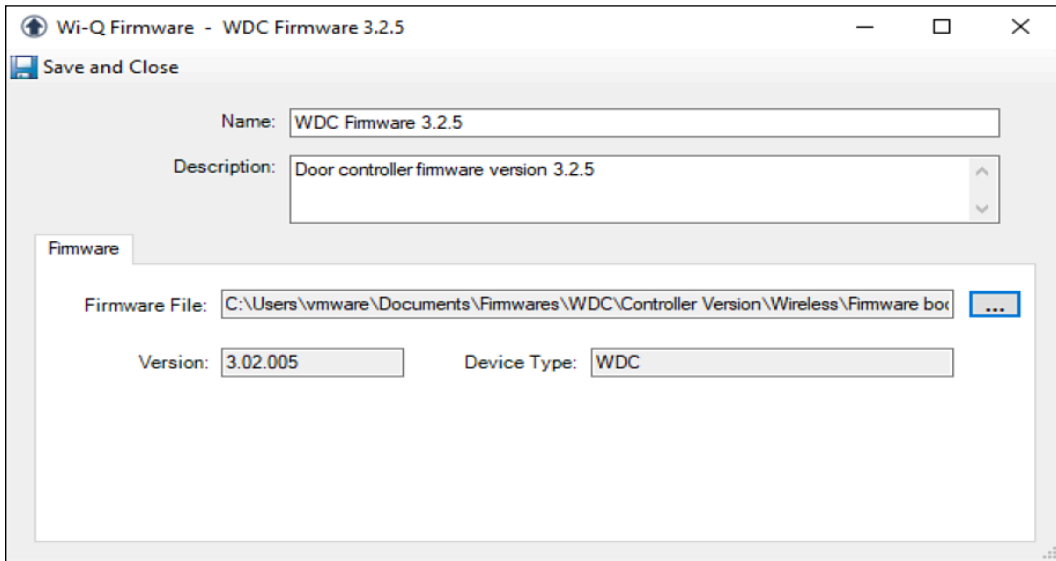 Wi-Q Firmware - WDC Firmware 3.2.5
Save and Close
Name: WDC Firmware 3.2.5
Description: Door controller firmware version 3.2.5
Firmware
Firmware File: C:\Users\vmware\Documents\Firmwares\WDC\Controller Version\Wireless\Firmware ...
Version: 3.02.005 Device Type: WDC